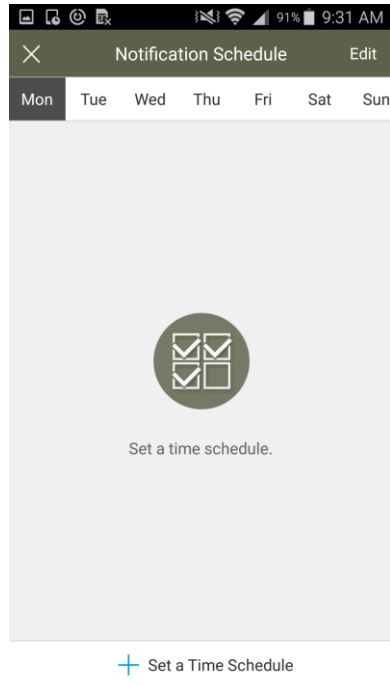 91% 9:31 AM
Notification Schedule Edit
Mon Tue Wed Thu Fri Sat Sun
Set a time schedule.
Set a Time Schedule